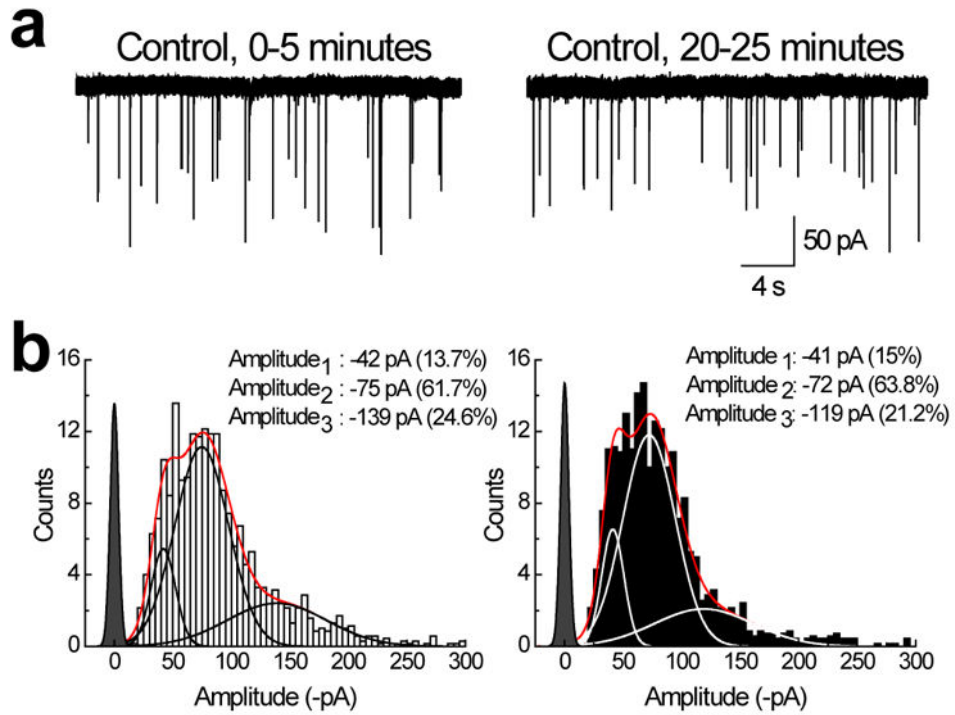 a
Control, 0-5 minutes
Control, 20-25 minutes
50 pA
4 s
b
16
12
8
4
0
Counts
Amplitude1 : -42 pA (13.7%)
Amplitude2 : -75 pA (61.7%)
Amplitude3 : -139 pA (24.6%)
0 50 100 150 200 250 300
Amplitude (-pA)
16
12
8
4
0
Counts
Amplitude 1: -41 pA (15%)
Amplitude 2: -72 pA (63.8%)
Amplitude 3: -119 pA (21.2%)
0 50 100 150 200 250 300
Amplitude (-pA)